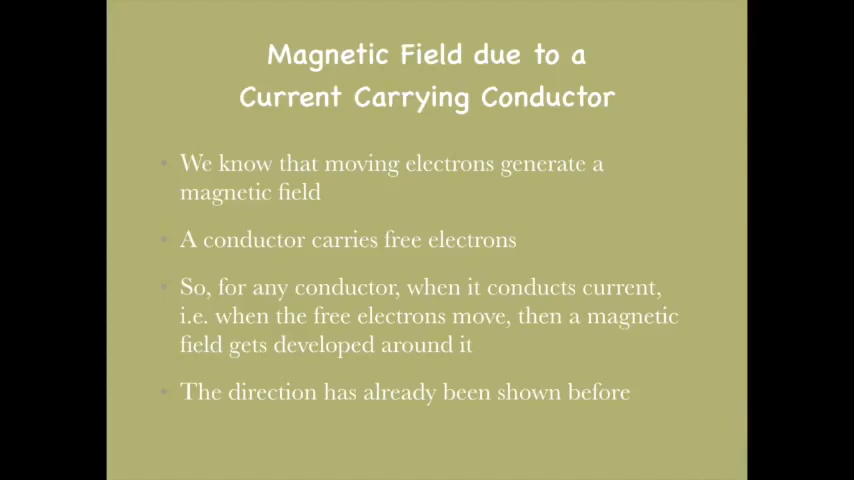 Magnetic Field due to a
Current Carrying Conductor
• We know that moving electrons generate a
magnetic field
• A conductor carries free electrons
• So, for any conductor, when it conducts current,
i.e. when the free electrons move, then a magnetic
field gets developed around it
• The direction has already been shown before